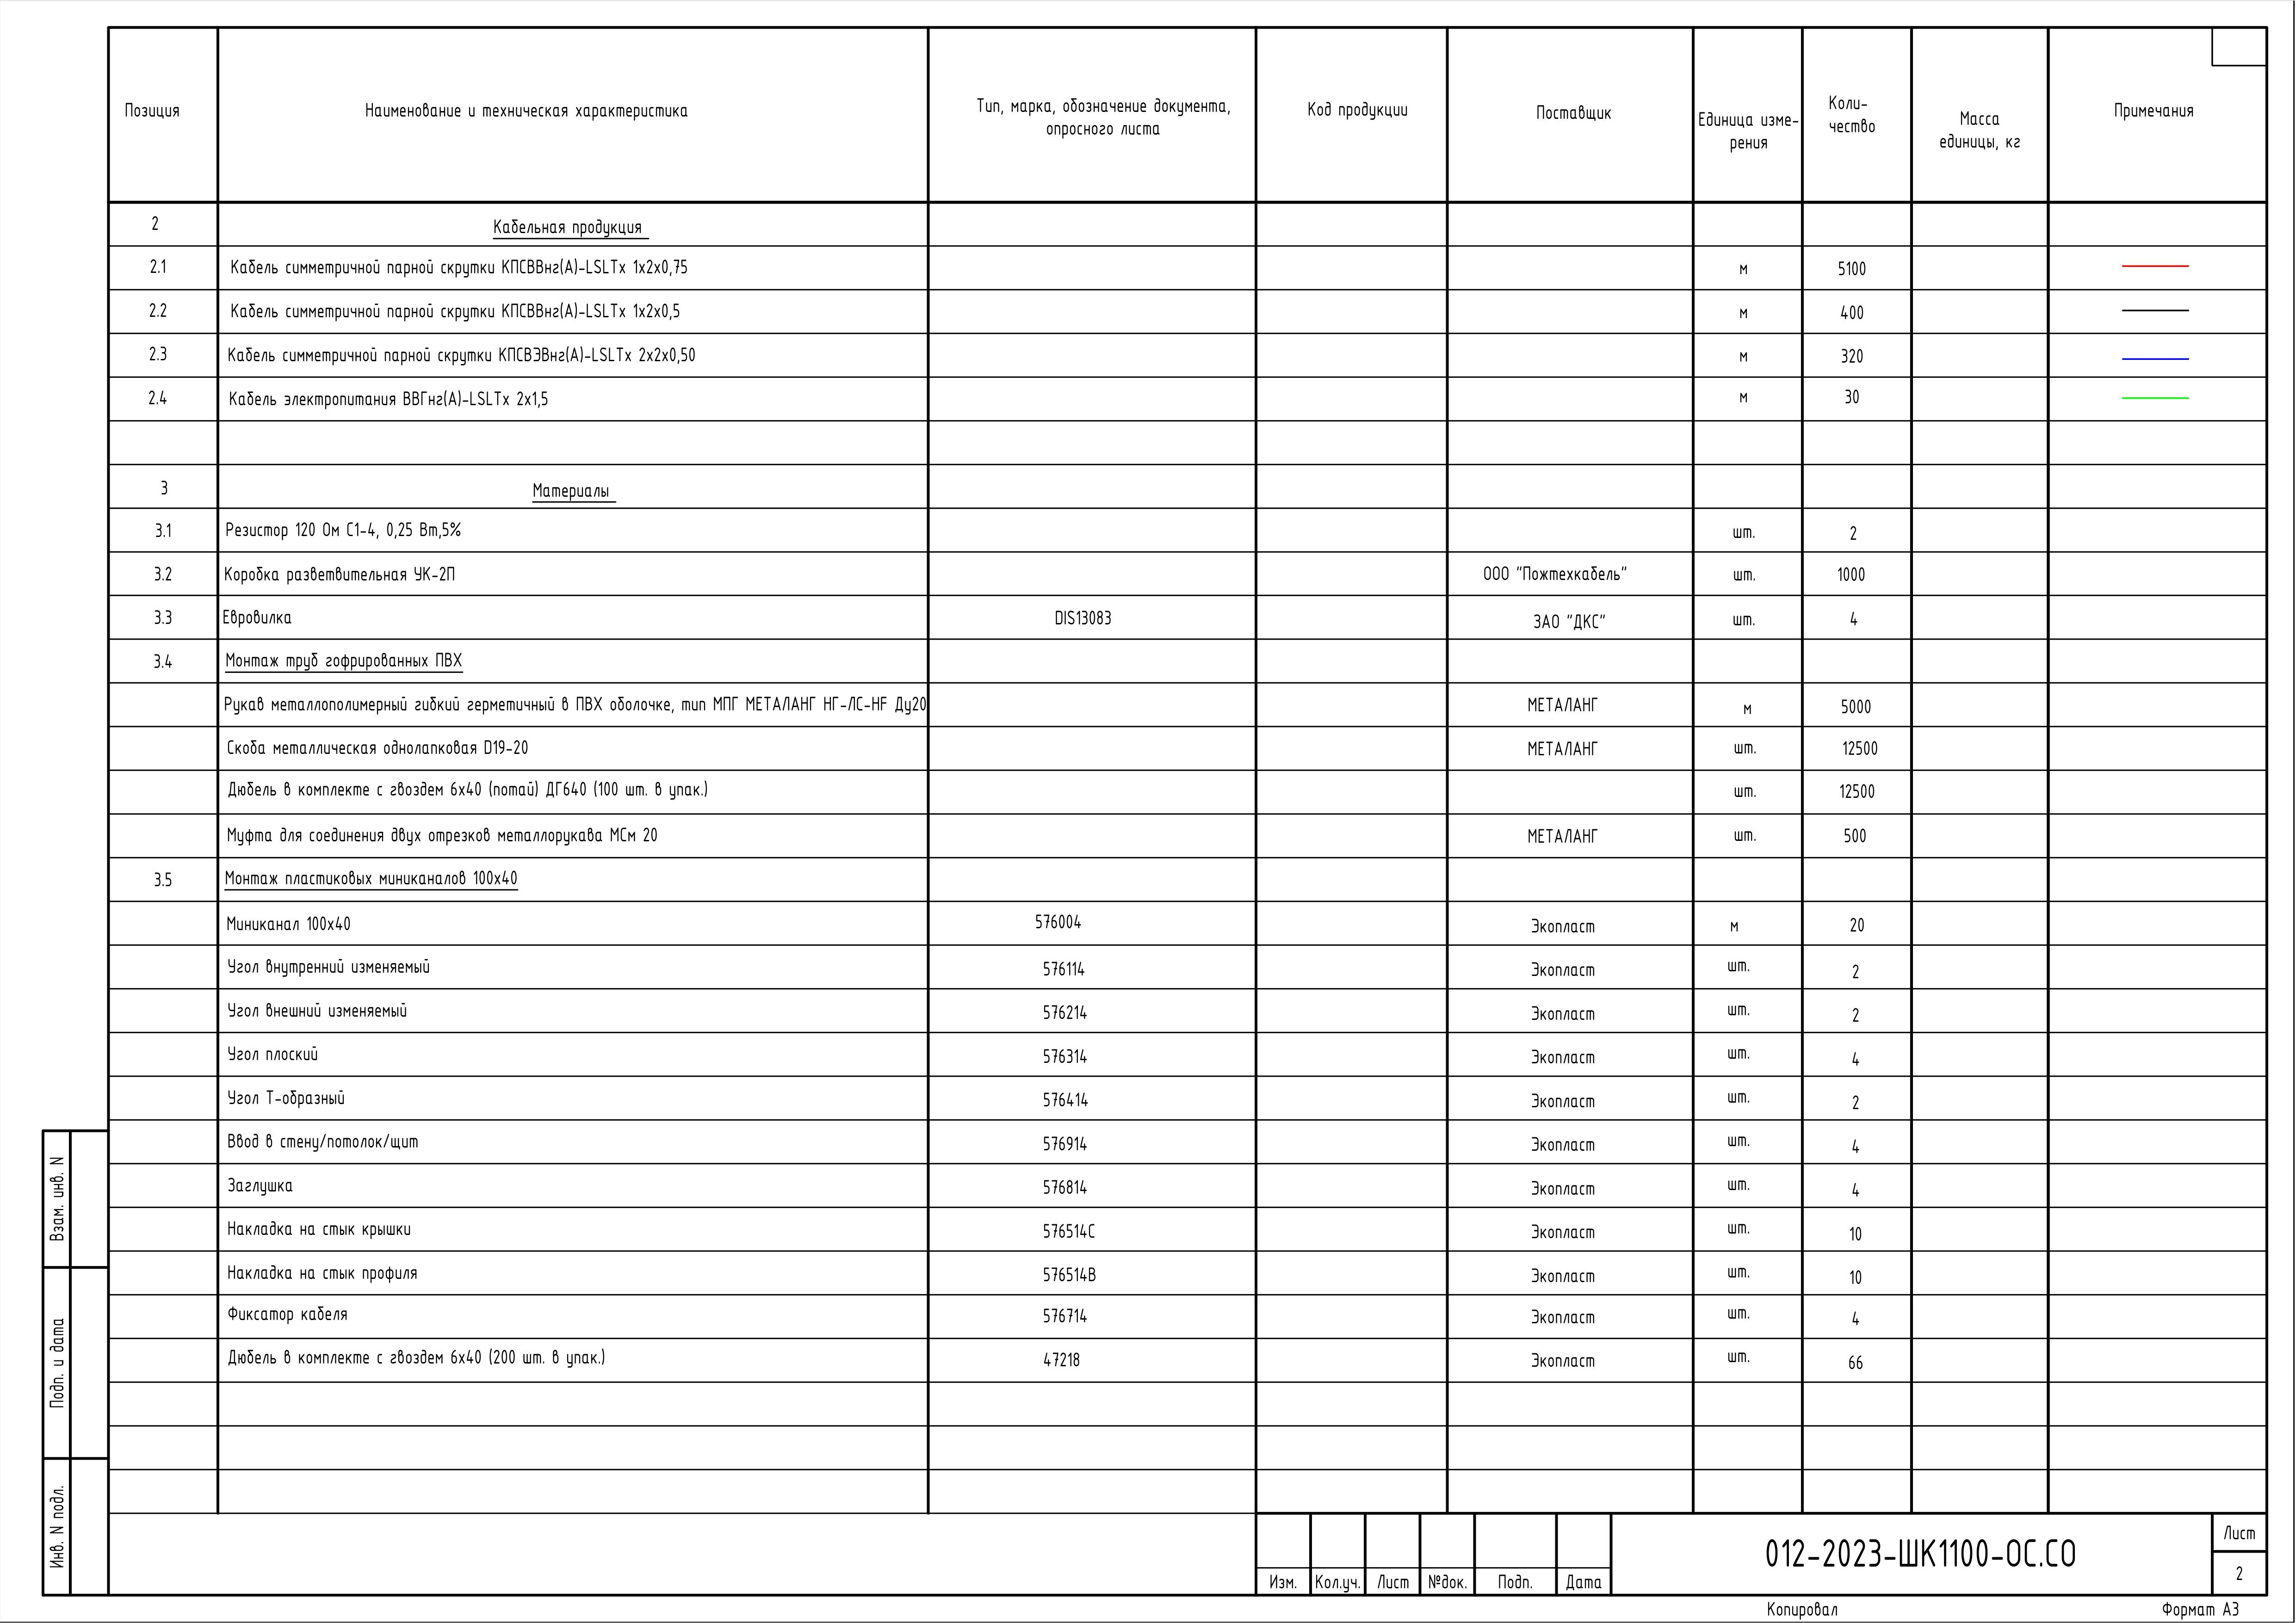 Позиция Наименование и техническая характеристика Тип, марка, обозначение документа, опросного листа Код продукции Поставщик Единица изме-рения Коли-чество Масса единицы, кг Примечания
2 Кабельная продукция
2.1 Кабель симметричной парной скрутки КПСВВнг(А)-LSLTx 1x2x0,75 м 5100
2.2 Кабель симметричной парной скрутки КПСВВнг(А)-LSLTx 1x2x0,5 м 400
2.3 Кабель симметричной парной скрутки КПСВЭВнг(А)-LSLTx 2x2x0,50 м 320
2.4 Кабель электропитания ВВГнг(А)-LSLTx 2x1,5 м 30
3 Материалы
3.1 Резистор 120 Ом С1-4, 0,25 Вт,5% шт. 2
3.2 Коробка разветвительная УК-2П ООО "Пожтехкабель" шт. 1000
3.3 Евровилка DIS13083 ЗАО "ДКС" шт. 4
3.4 Монтаж труб гофрированных ПВХ
Рукав металлополимерный гибкий герметичный в ПВХ оболочке, тип МПГ МЕТАЛАНГ НГ-ЛС-HF Ду20 МЕТАЛАНГ м 5000
Скоба металлическая однолапковая D19-20 МЕТАЛАНГ шт. 12500
Дюбель в комплекте с гвоздем 6х40 (потай) ДГ640 (100 шт. в упак.) шт. 12500
Муфта для соединения двух отрезков металлорукава МСм 20 МЕТАЛАНГ шт. 500
3.5 Монтаж пластиковых миниканалов 100х40
Миниканал 100х40 576004 Экопласт м 20
Угол внутренний изменяемый 576114 Экопласт шт. 2
Угол внешний изменяемый 576214 Экопласт шт. 2
Угол плоский 576314 Экопласт шт. 4
Угол Т-образный 576414 Экопласт шт. 2
Ввод в стену/потолок/щит 576914 Экопласт шт. 4
Заглушка 576814 Экопласт шт. 4
Накладка на стык крышки 576514C Экопласт шт. 10
Накладка на стык профиля 576514B Экопласт шт. 10
Фиксатор кабеля 576714 Экопласт шт. 4
Дюбель в комплекте с гвоздем 6х40 (200 шт. в упак.) 47218 Экопласт шт. 66
Взам. инв. N
Подп. и дата
Инв. N подл.
Изм. Кол.уч. Лист №док. Подп. Дата
012-2023-ШК1100-ОС.СО
Лист
2
Копировал Формат А3